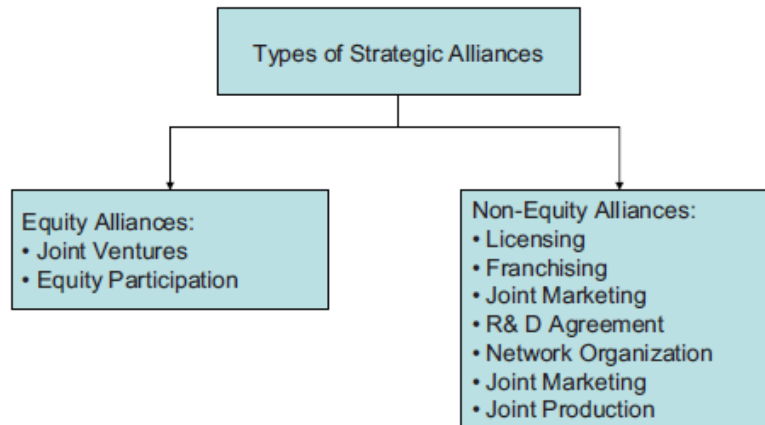 Types of Strategic Alliances
Equity Alliances:
• Joint Ventures
• Equity Participation
Non-Equity Alliances:
• Licensing
• Franchising
• Joint Marketing
• R& D Agreement
• Network Organization
• Joint Marketing
• Joint Production